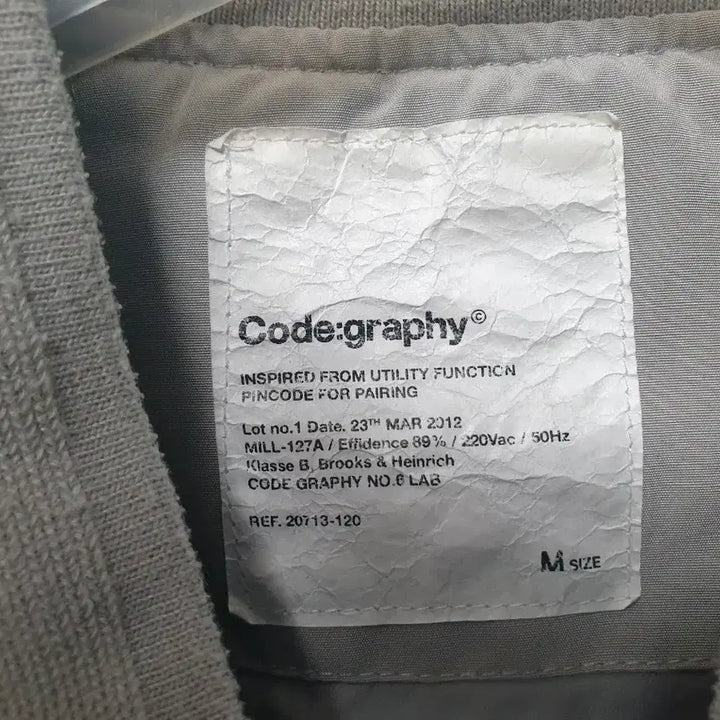 Code:graphy©
INSPIRED FROM UTILITY FUNCTION
PINCODE FOR PAIRING
Lot no.1 Date. 23TH MAR 2012
MILL-127A / Effidence 89% / 220Vac / 50Hz
Klasse B, Brooks & Heinrich
CODE GRAPHY NO.6 LAB
REF. 20713-120
M SIZE